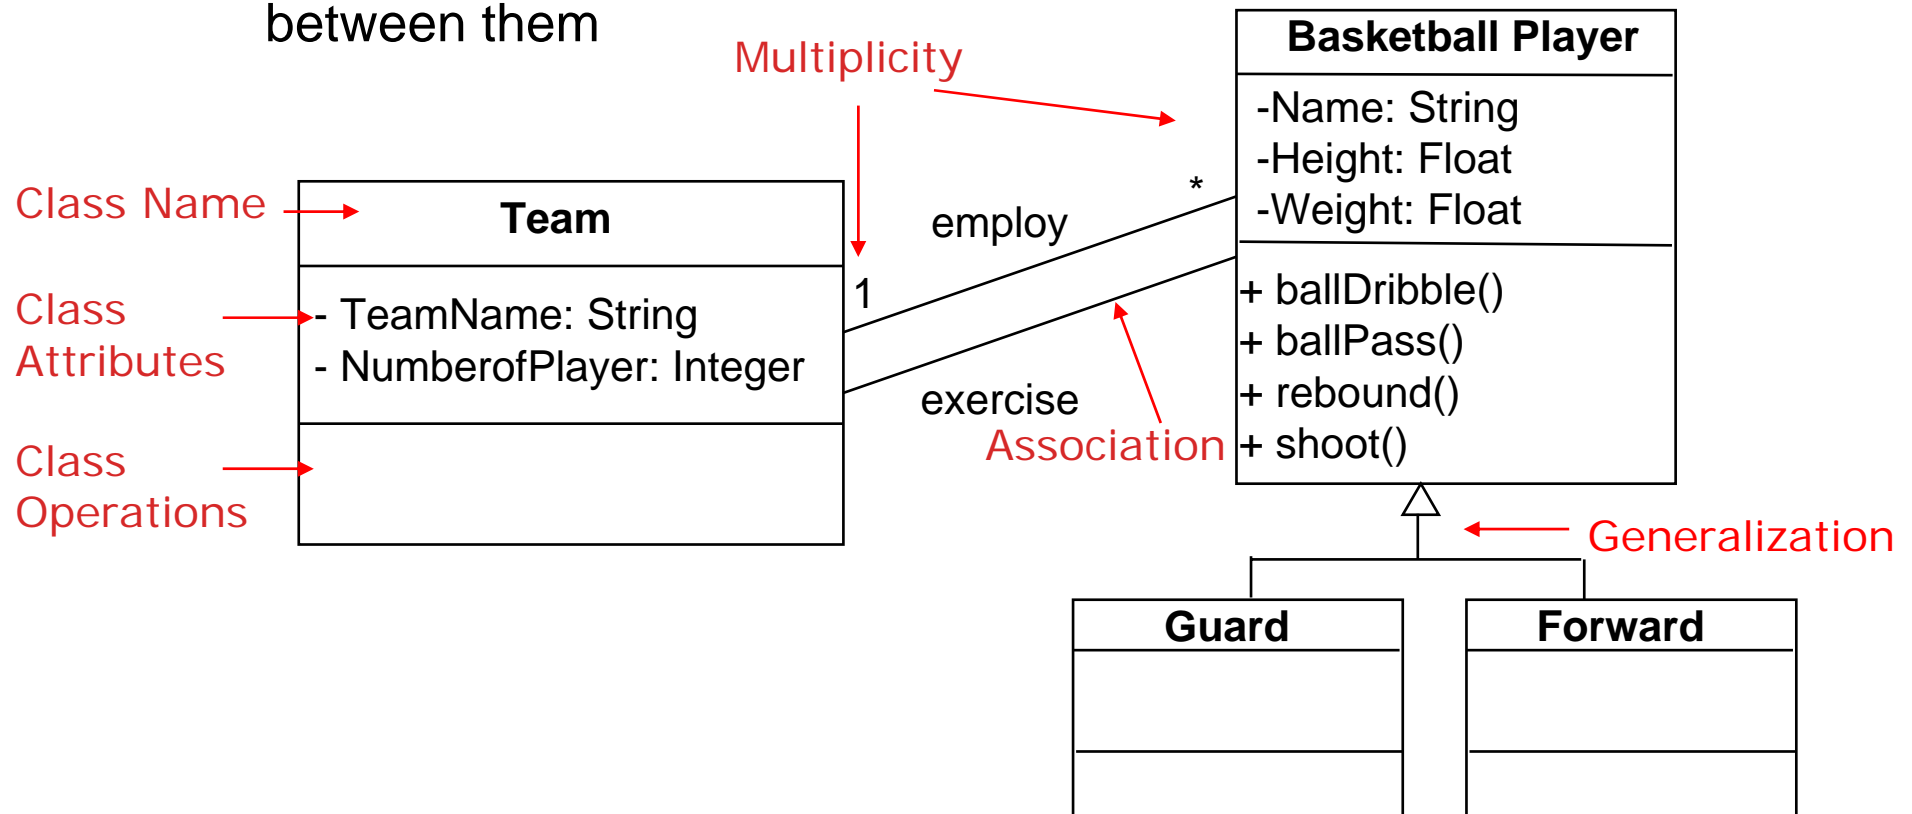 between them
Multiplicity
Class Name
Team
Class
Attributes
- TeamName: String
- NumberofPlayer: Integer
Class
Operations
1
employ
*
exercise
Association
Basketball Player
-Name: String
-Height: Float
-Weight: Float
+ ballDribble()
+ ballPass()
+ rebound()
+ shoot()
Generalization
Guard
Forward